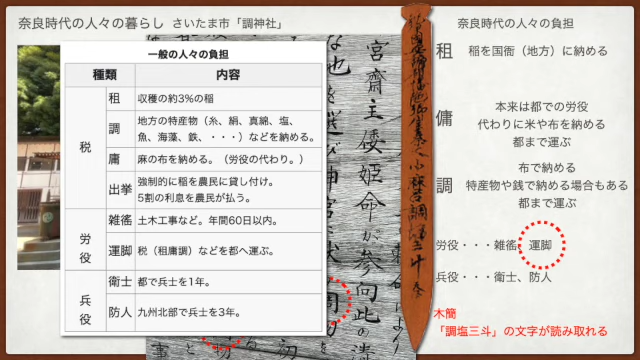 奈良時代の人々の暮らし さいたま市「調神社」
一般の人々の負担
種類 内容
税
租 収穫の約3%の稲
調 地方の特産物(糸、絹、真綿、塩、
魚、海藻、鉄、・・・)などを納める。
庸 麻の布を納める。(労役の代わり。)
出挙 強制的に稲を農民に貸し付け。
5割の利息を農民が払う。
労役
雑徭 土木工事など。年間60日以内。
運脚 税(租庸調)などを都へ運ぶ。
兵役
衛士 都で兵士を1年。
防人 九州北部で兵士を3年。
宮齋主倭姫命が参向此の
調塩三斗
奈良時代の人々の負担
租 稲を国衙(地方)に納める
傭 本来は都での労役
代わりに米や布を納める
都まで運ぶ
調 布で納める
特産物や銭で納める場合もある
都まで運ぶ
労役・・・雑徭、運脚
兵役・・・衛士、防人
木簡
「調塩三斗」の文字が読み取れる